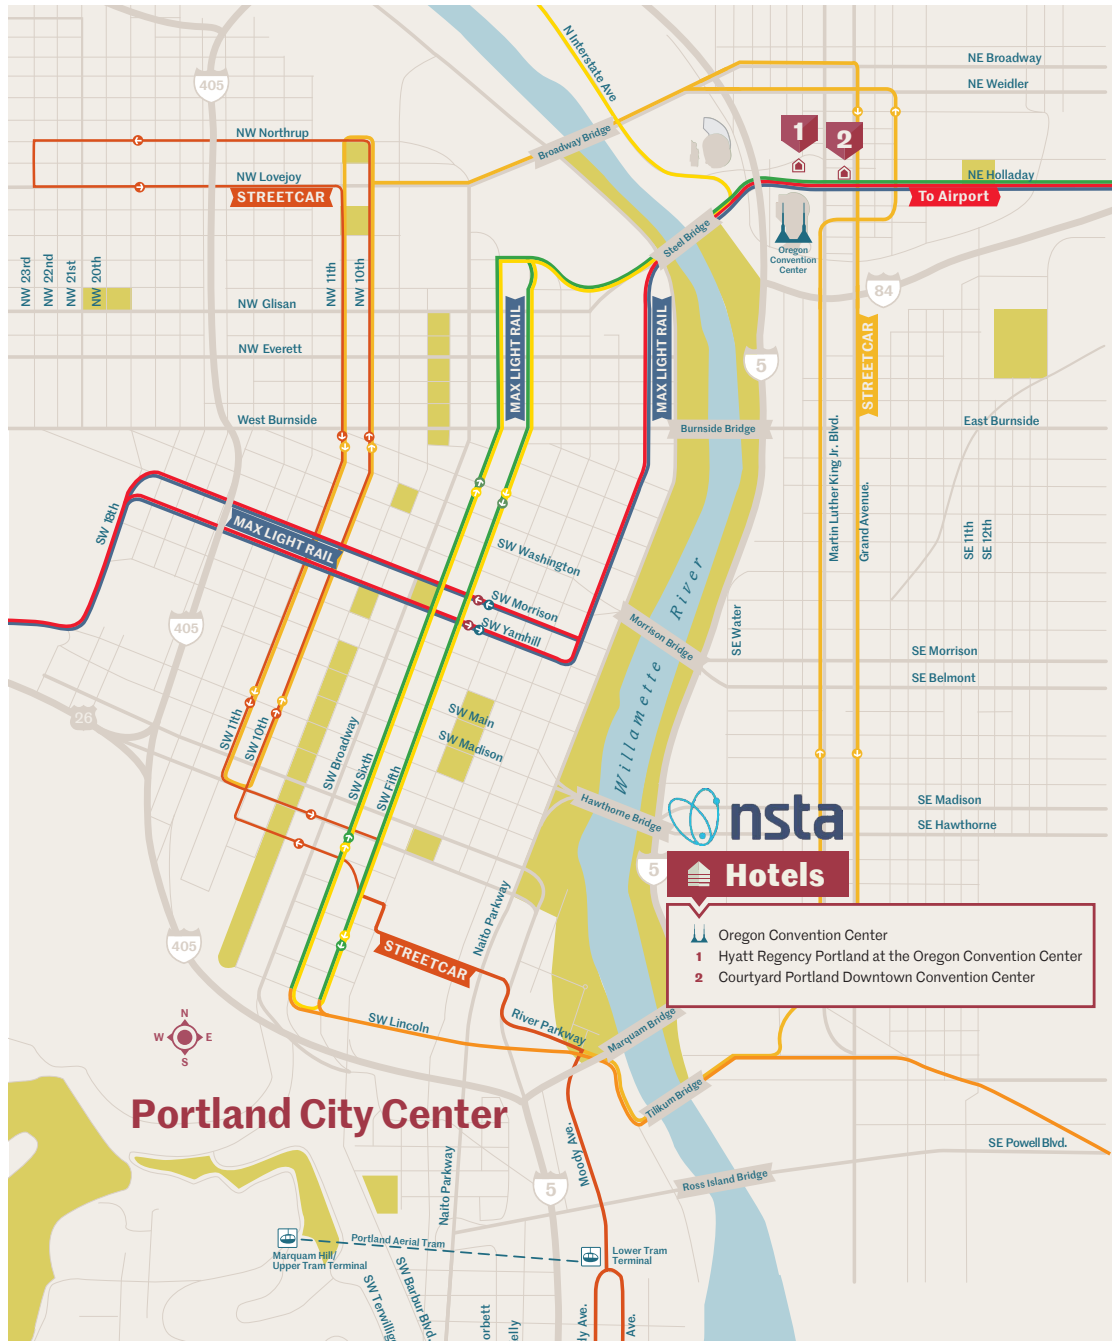 N Interstate Ave
NE Broadway
NE Weidler
405
NW Northrup
Broadway Bridge
1
2
NW Lovejoy
STREETCAR
NE Holladay
To Airport
Steel Bridge
Oregon
Convention
Center
NW 23rd
NW 22nd
NW 21st
NW 20th
NW 11th
NW 10th
84
NW Glisan
MAX LIGHT RAIL
MAX LIGHT RAIL
NW Everett
5
STREETCAR
West Burnside
Burnside Bridge
East Burnside
Martin Luther King Jr. Blvd.
Grand Avenue.
SW 18th
MAX LIGHT RAIL
SW Washington
SE 11th
SE 12th
SW Morrison
SW Yamhill
405
Morrison Bridge
SE Water
Willamette River
SE Morrison
SE Belmont
26
SW 11th
SW 10th
SW Broadway
SW Sixth
SW Fifth
SW Main
SW Madison
Hawthorne Bridge
SE Madison
SE Hawthorne
nsta
5
Hotels
Oregon Convention Center
1 Hyatt Regency Portland at the Oregon Convention Center
2 Courtyard Portland Downtown Convention Center
405
Naito Parkway
STREETCAR
SW Lincoln
River Parkway
Marquam Bridge
N
W
E
S
Tilikum Bridge
Portland City Center
Moody Ave.
SE Powell Blvd.
Naito Parkway
5
Ross Island Bridge
Portland Aerial Tram
Marquam Hill/
Upper Tram Terminal
Lower Tram
Terminal
SW Terwillig
SW Barbur Blvd.
orbett
elly
dy Ave.
Ave.